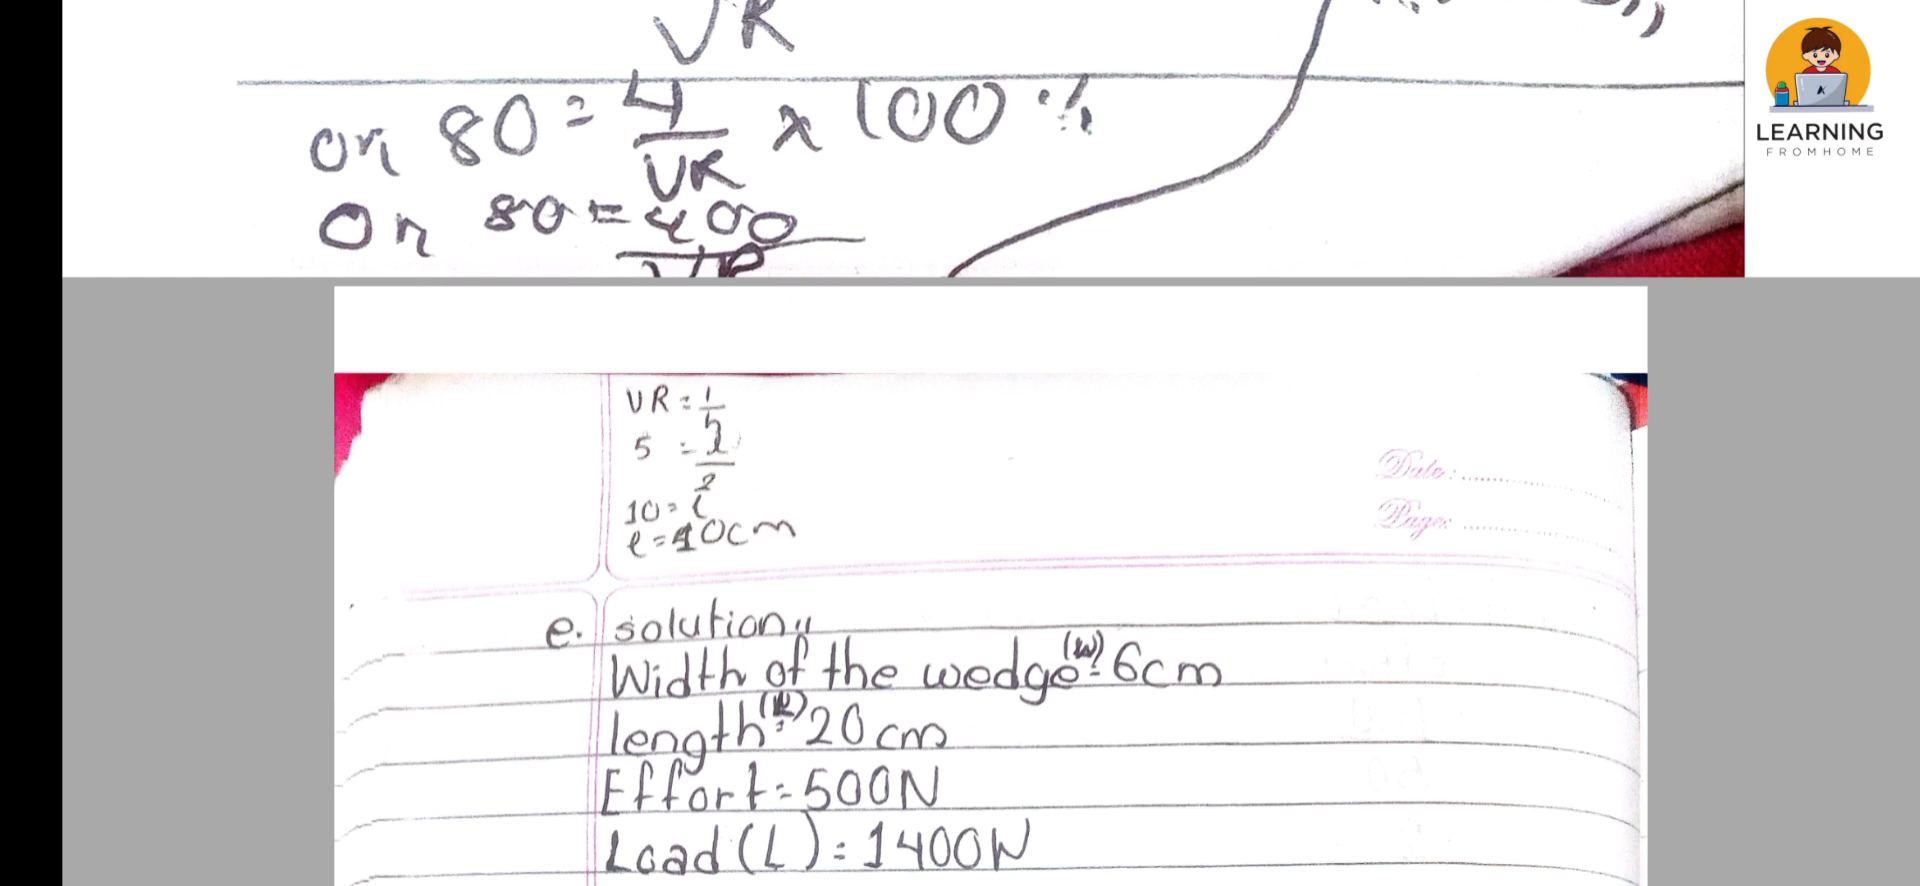 VR
or 80 = 4/VR × 100 %
or 80 = 400/VR
LEARNING
FROMHOME
VR = l/h
5 = l/2
10 = l
l = 10cm
Date:
Page:
e. solution,,
Width of the wedge (w) = 6cm
length (l) = 20 cm
Effort = 500N
Load (L) = 1400N